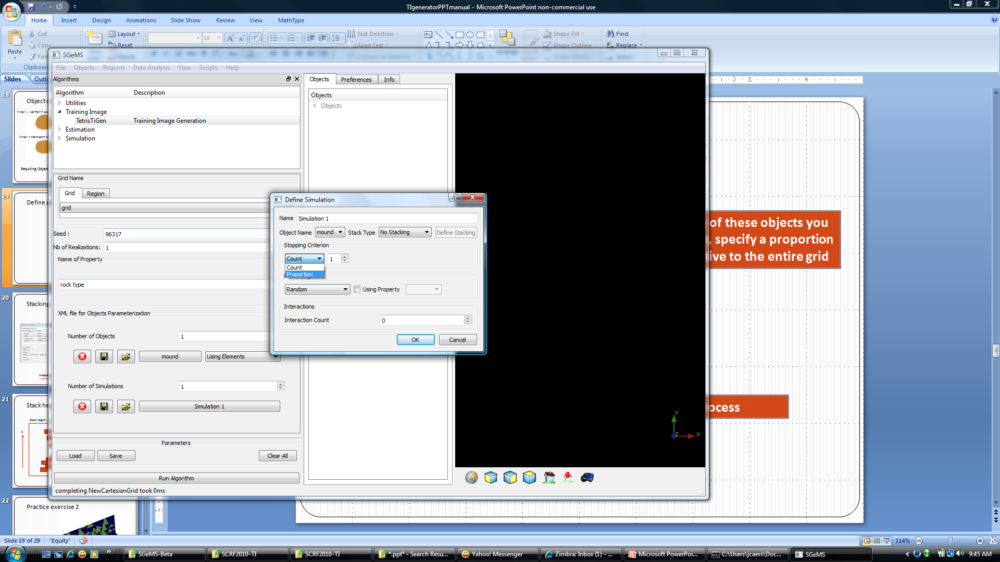 TIgeneratorPPTmanual - Microsoft PowerPoint non-commercial use
Home Insert Design Animations Slide Show Review View MathType
Cut Layout 18 Text Direction Shape Fill Find
Paste Copy Reset Align Text Shape Outline Replace
Clipboard
Slides
SGeMS
File Objects Regions Data Analysis View Scripts Help
Algorithms
Objects Preferences Info
3 4
Algorithm Description
Utilities
Training Image
TetrisTiGen Training Image Generation
Estimation
Simulation
Objects
Objects
Grid Name
Grid Region
grid
Seed : 96317
Nb of Realizations: 1
Name of Property
rock type
XML file for Objects Parameterization
Number of Objects 1
mound Using Elements
Number of Simulations 1
Simulation 1
Parameters
Load Save Clear All
Run Algorithm
completing NewCartesianGrid took 0ms
Define Simulation
Name Simulation 1
Object Name mound Stack Type No Stacking Define Stacking
Stopping Criterion
Count 1
Count
Proportion
Random Using Property
Interactions
Interaction Count 0
OK Cancel
Y
Z X
of these objects you
, specify a proportion
ive to the entire grid
ocess
18
Object
Resulting Object
19
Define
20
Stacking
21
Stack he
Stack height -
z
22
Practice exercise 2
Slide 19 of 29 "Equity" 114%
SGeMS-Beta SCRF2010-TI SCRF2010-TI *.ppt* - Search Resu... Yahoo! Messenger Zimbra: Inbox (1) - ... Microsoft PowerPoi... C:\Users\jcaers\Doc... SGeMS 9:45 AM